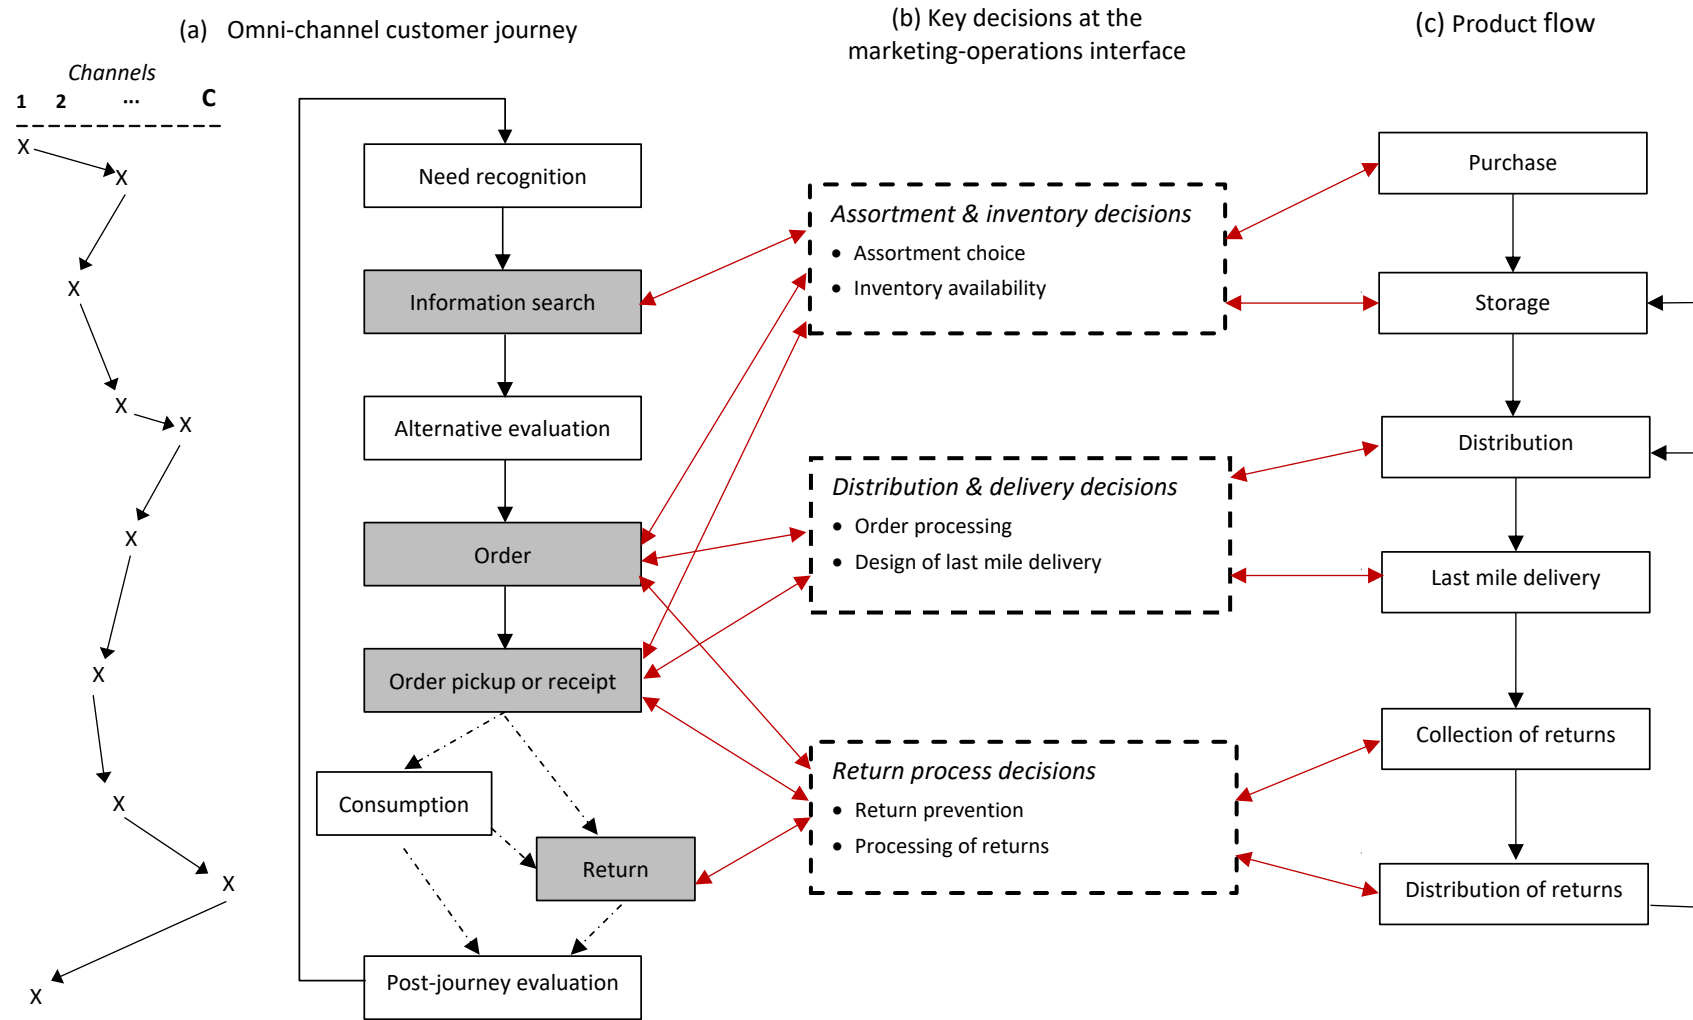 (a) Omni-channel customer journey
(b) Key decisions at the
marketing-operations interface
(c) Product flow
Channels
1 2 ... C
X
X
X
X
X
X
X
X
X
X
Need recognition
Information search
Alternative evaluation
Order
Order pickup or receipt
Consumption
Return
Post-journey evaluation
Assortment & inventory decisions
• Assortment choice
• Inventory availability
Distribution & delivery decisions
• Order processing
• Design of last mile delivery
Return process decisions
• Return prevention
• Processing of returns
Purchase
Storage
Distribution
Last mile delivery
Collection of returns
Distribution of returns